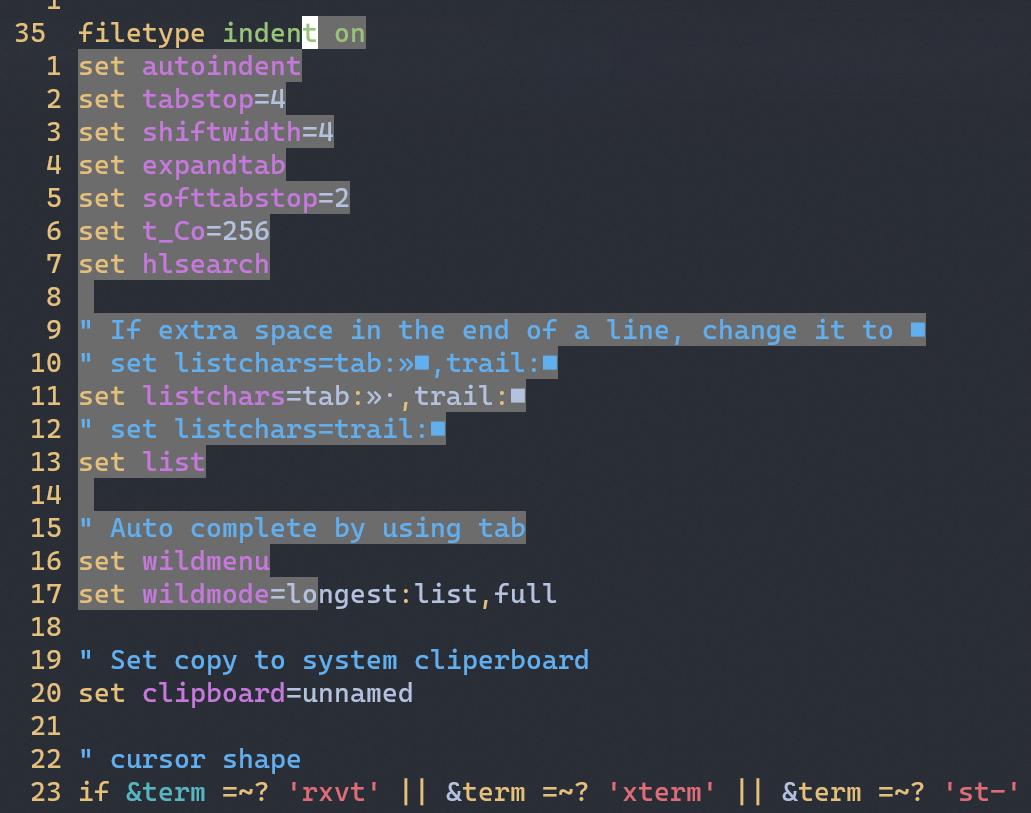 1
35 filetype indent on
1 set autoindent
2 set tabstop=4
3 set shiftwidth=4
4 set expandtab
5 set softtabstop=2
6 set t_Co=256
7 set hlsearch
8
9 " If extra space in the end of a line, change it to ■
10 " set listchars=tab:»■,trail:■
11 set listchars=tab:»·,trail:■
12 " set listchars=trail:■
13 set list
14
15 " Auto complete by using tab
16 set wildmenu
17 set wildmode=longest:list,full
18
19 " Set copy to system cliperboard
20 set clipboard=unnamed
21
22 " cursor shape
23 if &term =~? 'rxvt' || &term =~? 'xterm' || &term =~? 'st-'